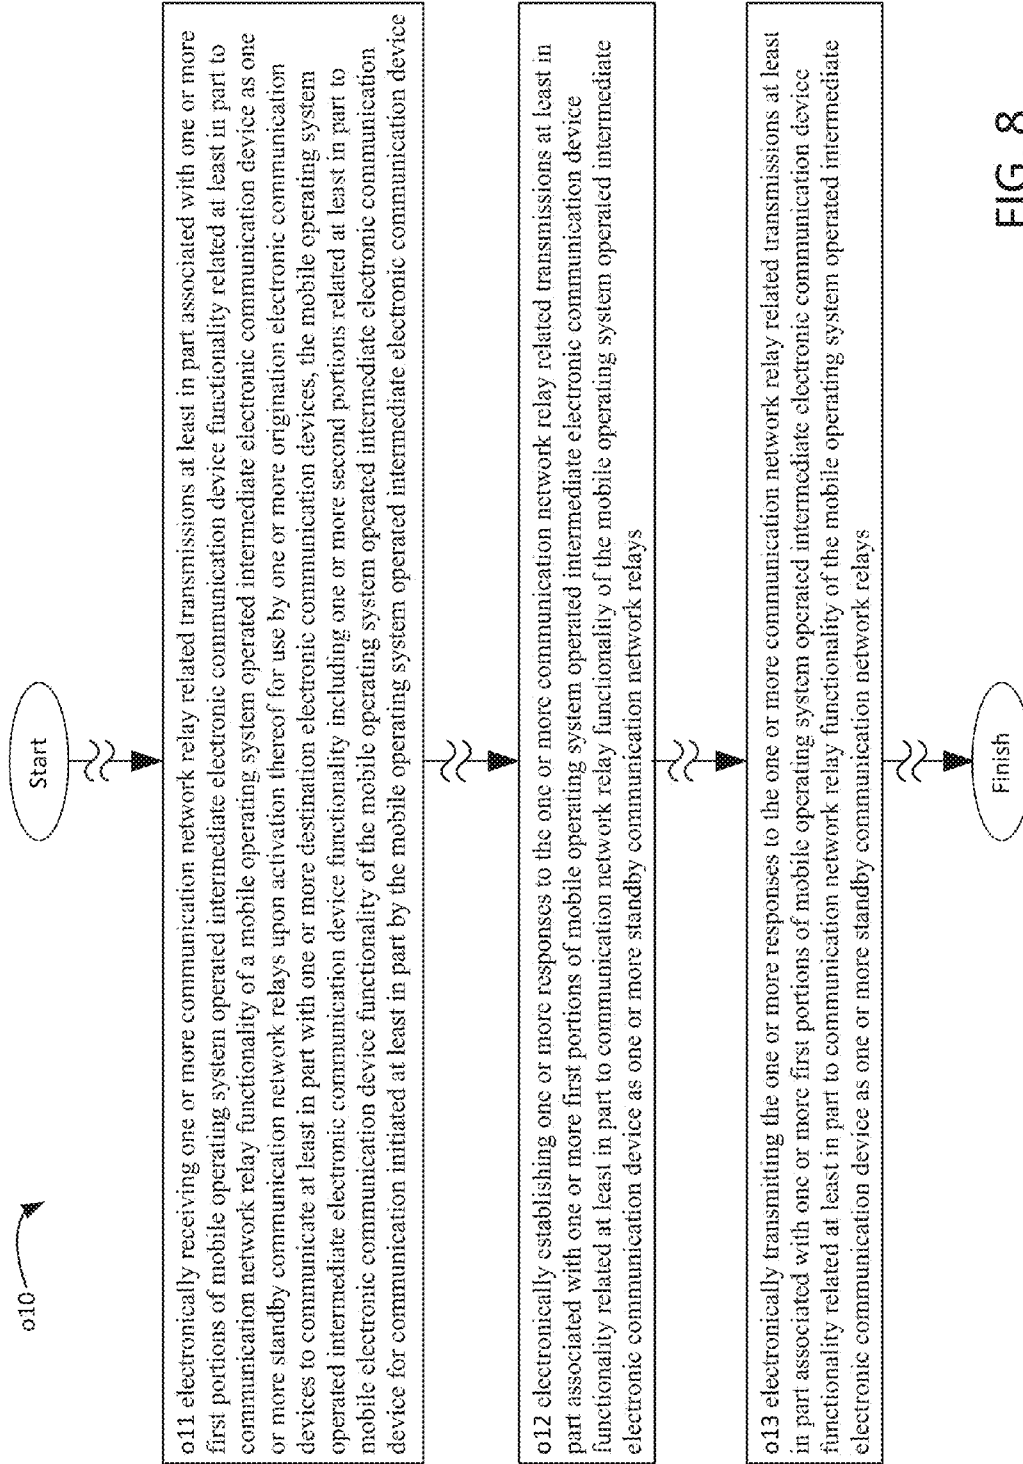 o10
Start
o11 electronically receiving one or more communication network relay related transmissions at least in part associated with one or more
first portions of mobile operating system operated intermediate electronic communication device functionality related at least in part to
communication network relay functionality of a mobile operating system operated intermediate electronic communication device as one
or more standby communication network relays upon activation thereof for use by one or more origination electronic communication
devices to communicate at least in part with one or more destination electronic communication devices, the mobile operating system
operated intermediate electronic communication device functionality including one or more second portions related at least in part to
mobile electronic communication device functionality of the mobile operating system operated intermediate electronic communication
device for communication initiated at least in part by the mobile operating system operated intermediate electronic communication device
o12 electronically establishing one or more responses to the one or more communication network relay related transmissions at least in
part associated with one or more first portions of mobile operating system operated intermediate electronic communication device
functionality related at least in part to communication network relay functionality of the mobile operating system operated intermediate
electronic communication device as one or more standby communication network relays
o13 electronically transmitting the one or more responses to the one or more communication network relay related transmissions at least
in part associated with one or more first portions of mobile operating system operated intermediate electronic communication device
functionality related at least in part to communication network relay functionality of the mobile operating system operated intermediate
electronic communication device as one or more standby communication network relays
Finish
FIG. 8